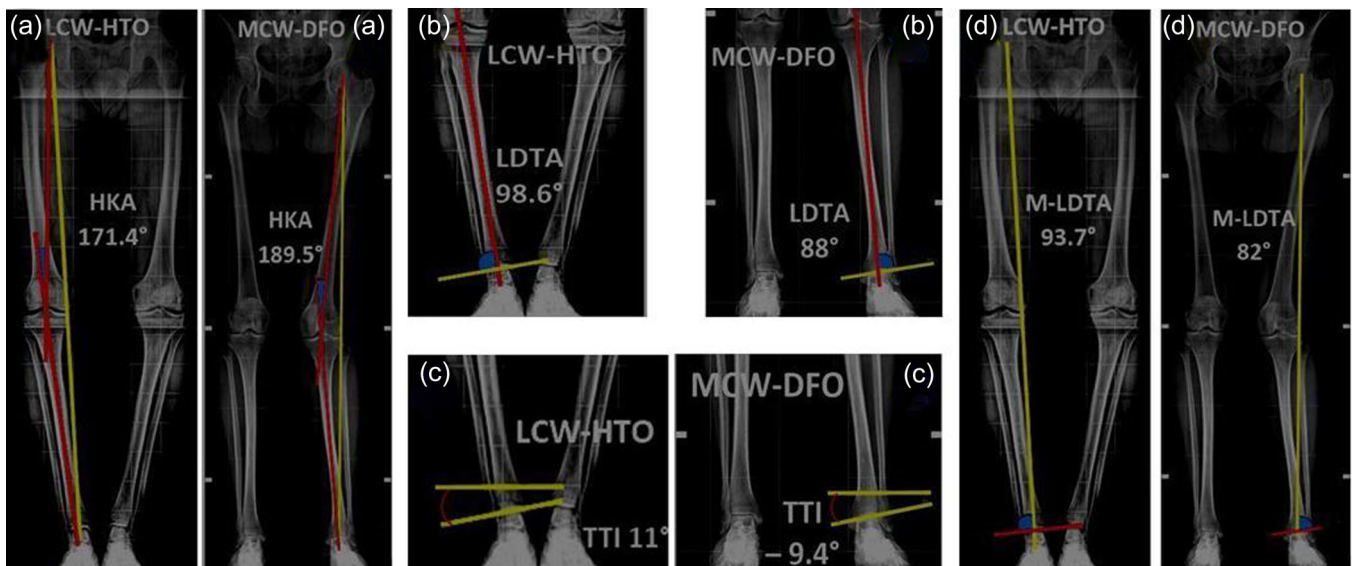 (a) LCW-HTO
HKA
171.4°
MCW-DFO (a)
HKA
189.5°
(b)
LCW-HTO
LDTA
98.6°
(b)
MCW-DFO
LDTA
88°
(c)
LCW-HTO
TTI 11°
MCW-DFO (c)
TTI
– 9.4°
(d) LCW-HTO
M-LDTA
93.7°
(d) MCW-DFO
M-LDTA
82°